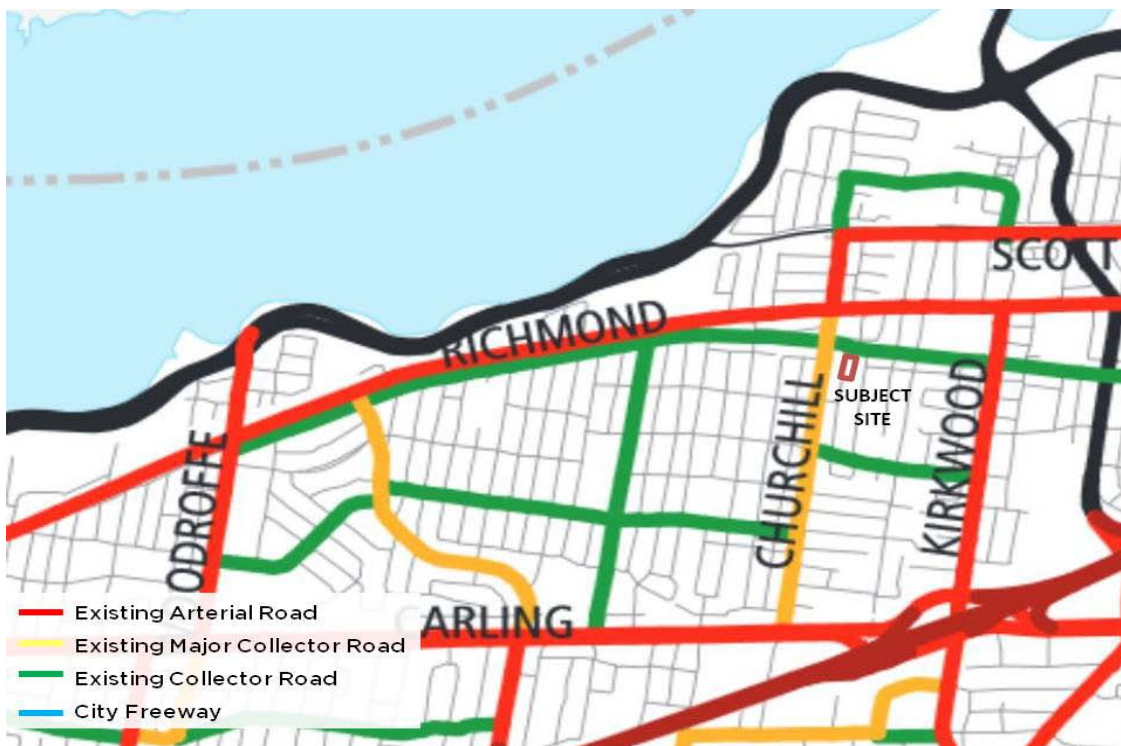 SCOTT
RICHMOND
SUBJECT
SITE
CHURCHILL
KIRKWOOD
ODROFFE
ARLING
Existing Arterial Road
Existing Major Collector Road
Existing Collector Road
City Freeway